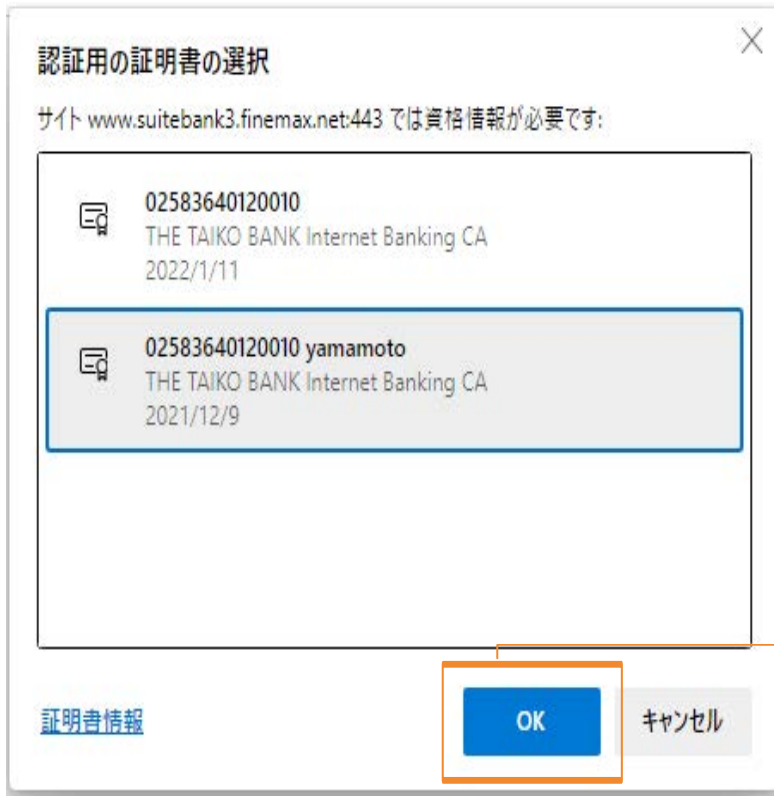 認証用の証明書の選択
サイト www.suitebank3.finemax.net:443 では資格情報が必要です:
02583640120010
THE TAIKO BANK Internet Banking CA
2022/1/11
02583640120010 yamamoto
THE TAIKO BANK Internet Banking CA
2021/12/9
証明書情報
OK
キャンセル